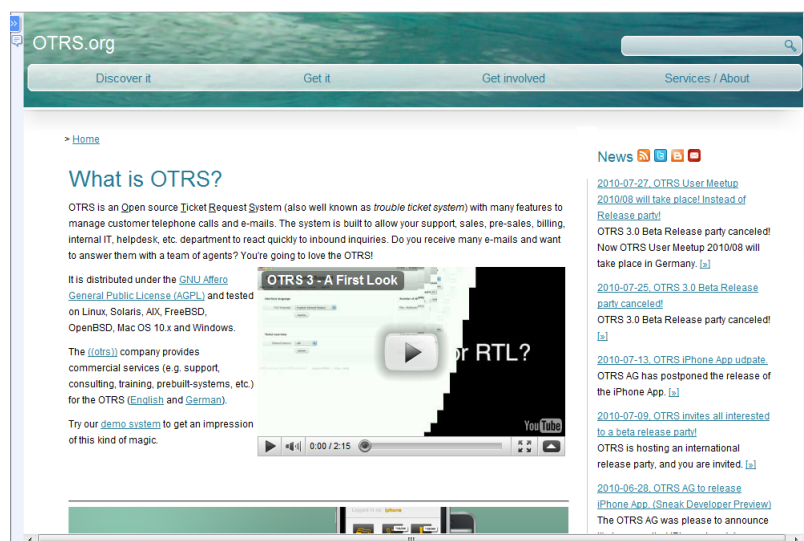 OTRS.org
Discover it
Get it
Get involved
Services / About
> Home
What is OTRS?
OTRS is an Open source Ticket Request System (also well known as trouble ticket system) with many features to
manage customer telephone calls and e-mails. The system is built to allow your support, sales, pre-sales, billing,
internal IT, helpdesk, etc. department to react quickly to inbound inquiries. Do you receive many e-mails and want
to answer them with a team of agents? You're going to love the OTRS!
It is distributed under the GNU Affero
General Public License (AGPL) and tested
on Linux, Solaris, AIX, FreeBSD,
OpenBSD, Mac OS 10.x and Windows.
The ((otrs)) company provides
commercial services (e.g. support,
consulting, training, prebuilt-systems, etc.)
for the OTRS (English and German).
Try our demo system to get an impression
of this kind of magic.
OTRS 3 - A First Look
or RTL?
YouTube
0:00 / 2:15
News
2010-07-27, OTRS User Meetup
2010/08 will take place! Instead of
Release party!
OTRS 3.0 Beta Release party canceled!
Now OTRS User Meetup 2010/08 will
take place in Germany. [»]
2010-07-25, OTRS 3.0 Beta Release
party canceled!
OTRS 3.0 Beta Release party canceled!
[»]
2010-07-13, OTRS iPhone App udpate.
OTRS AG has postponed the release of
the iPhone App. [»]
2010-07-09, OTRS invites all interested
to a beta release party!
OTRS is hosting an international
release party, and you are invited. [»]
2010-06-28, OTRS AG to release
iPhone App. (Sneak Developer Preview)
The OTRS AG was please to announce